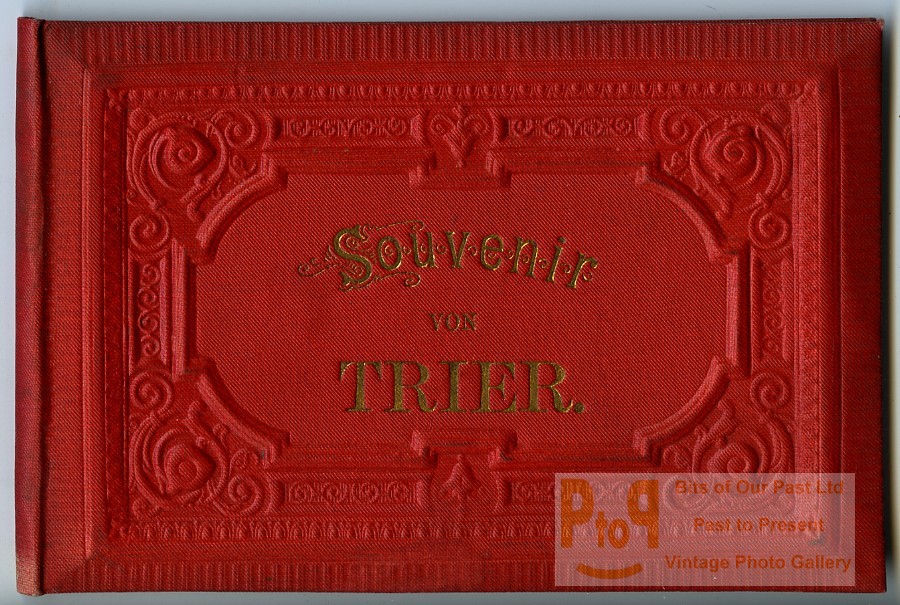 Souvenir
VON
TRIER.
PtoP
Bits of Our Past Ltd
Past to Present
Vintage Photo Gallery